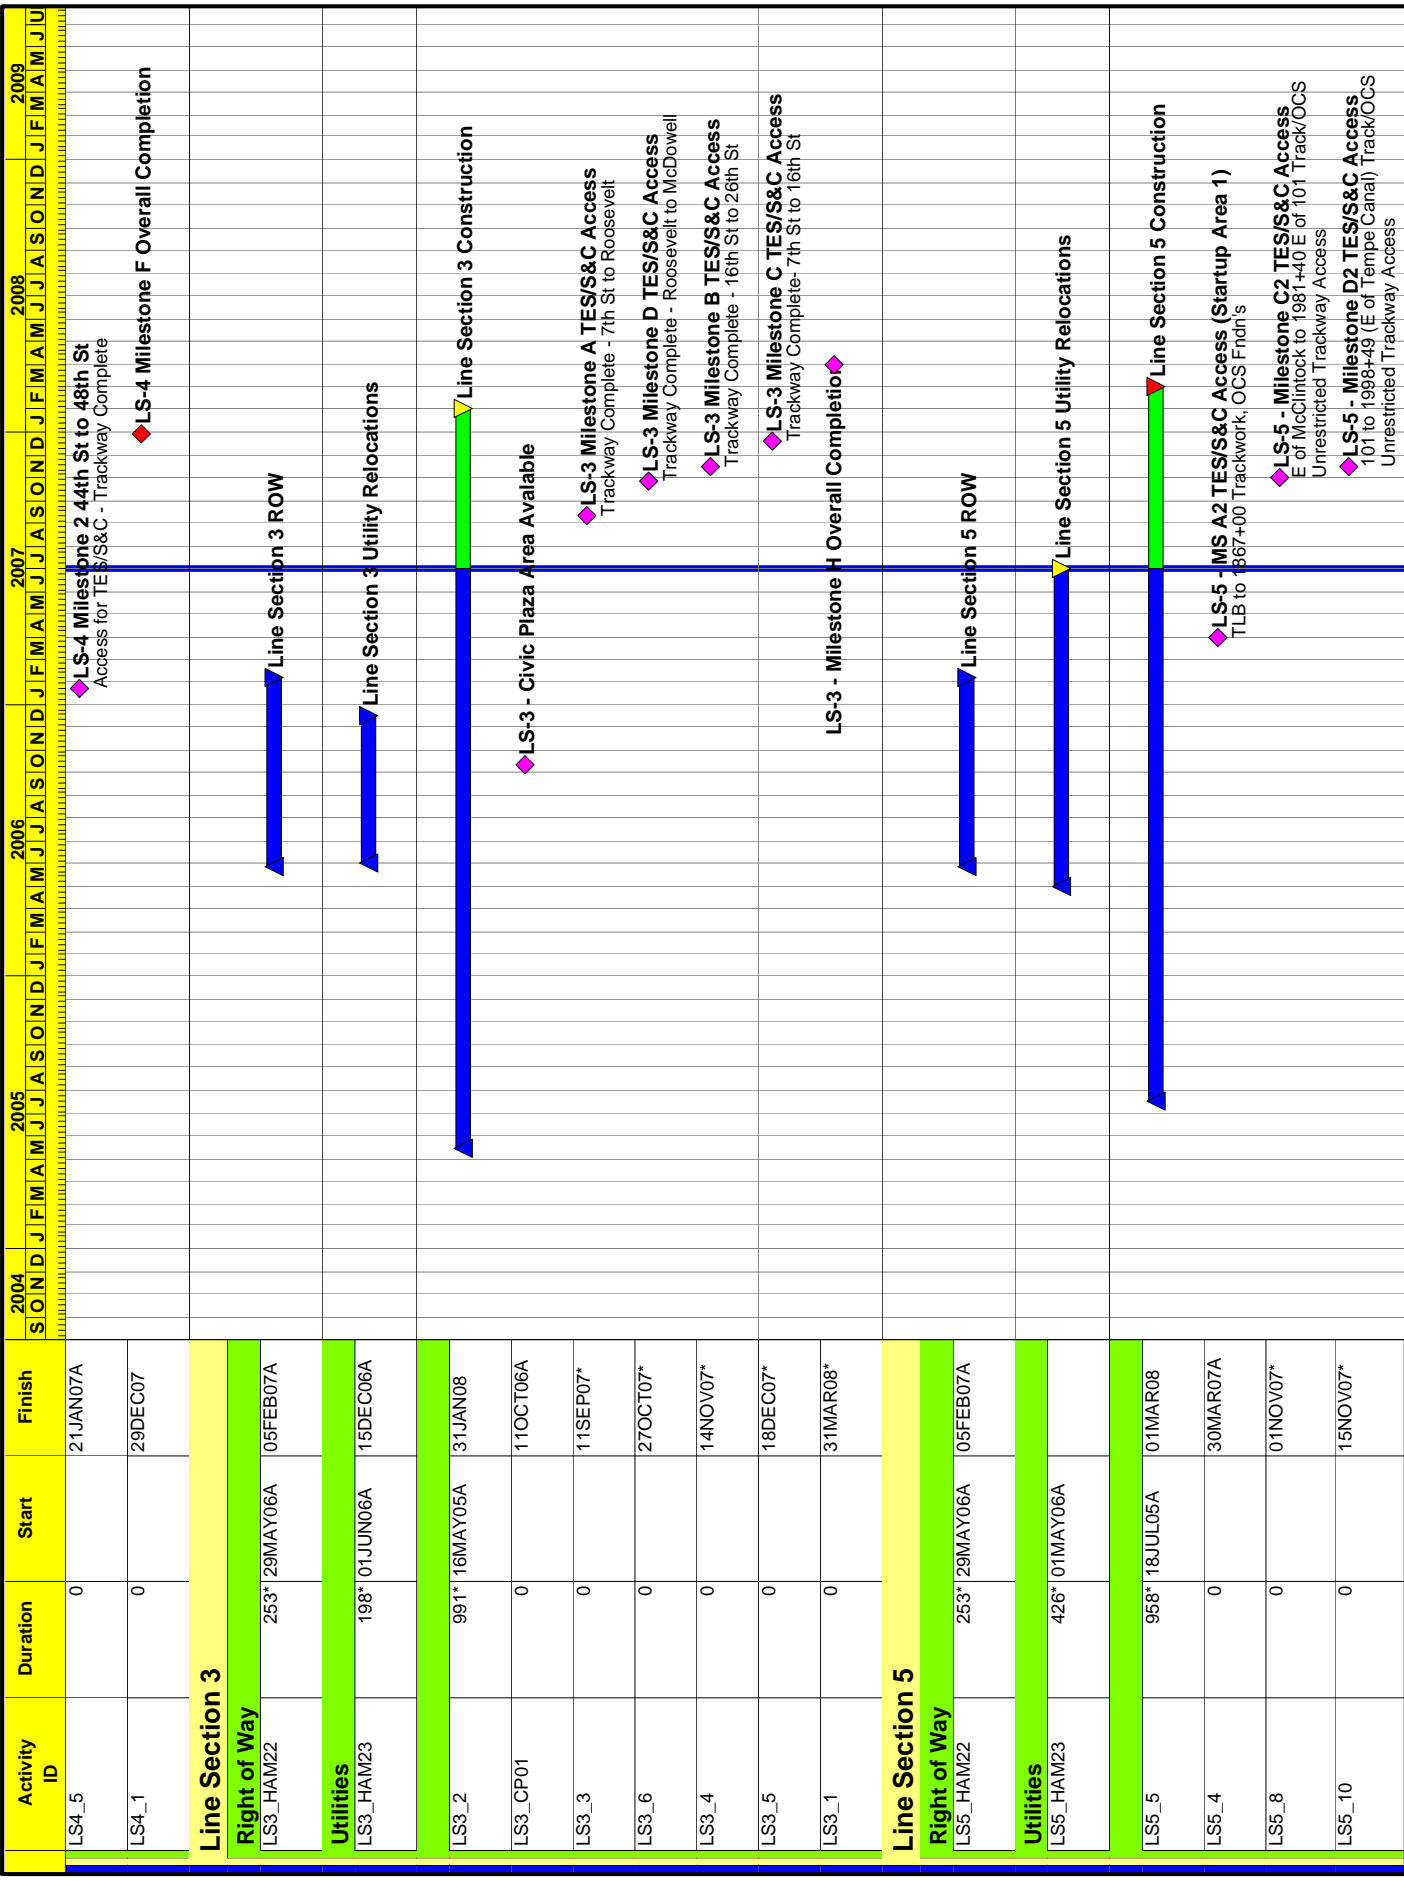 Activity ID Duration Start Finish 2004 2005 2006 2007 2008 2009
S O N D J F M A M J J A S O N D J F M A M J J A S O N D J F M A M J J A S O N D J F M A M J J A S O N D J F M A M J U
LS4_5 0 21JAN07A LS-4 Milestone 2 44th St to 48th St
Access for TES/S&C - Trackway Complete
LS4_1 0 29DEC07 LS-4 Milestone F Overall Completion
Line Section 3
Right of Way
LS3_HAM22 253* 29MAY06A 05FEB07A Line Section 3 ROW
Utilities
LS3_HAM23 198* 01JUN06A 15DEC06A Line Section 3 Utility Relocations
LS3_2 991* 16MAY05A 31JAN08 Line Section 3 Construction
LS3_CP01 0 11OCT06A LS-3 - Civic Plaza Area Avalable
LS3_3 0 11SEP07* LS-3 Milestone A TES/S&C Access
Trackway Complete - 7th St to Roosevelt
LS3_6 0 27OCT07* LS-3 Milestone D TES/S&C Access
Trackway Complete - Roosevelt to McDowell
LS3_4 0 14NOV07* LS-3 Milestone B TES/S&C Access
Trackway Complete - 16th St to 26th St
LS3_5 0 18DEC07* LS-3 Milestone C TES/S&C Access
Trackway Complete- 7th St to 16th St
LS3_1 0 31MAR08* LS-3 - Milestone H Overall Completion
Line Section 5
Right of Way
LS5_HAM22 253* 29MAY06A 05FEB07A Line Section 5 ROW
Utilities
LS5_HAM23 426* 01MAY06A Line Section 5 Utility Relocations
LS5_5 958* 18JUL05A 01MAR08 Line Section 5 Construction
LS5_4 0 30MAR07A LS-5 - MS A2 TES/S&C Access (Startup Area 1)
TLB to 1867+00 Trackwork, OCS Fndn's
LS5_8 0 01NOV07* LS-5 - Milestone C2 TES/S&C Access
E of McClintock to 1981+40 E of 101 Track/OCS
Unrestricted Trackway Access
LS5_10 0 15NOV07* LS-5 - Milestone D2 TES/S&C Access
101 to 1998+49 (E of Tempe Canal) Track/OCS
Unrestricted Trackway Access